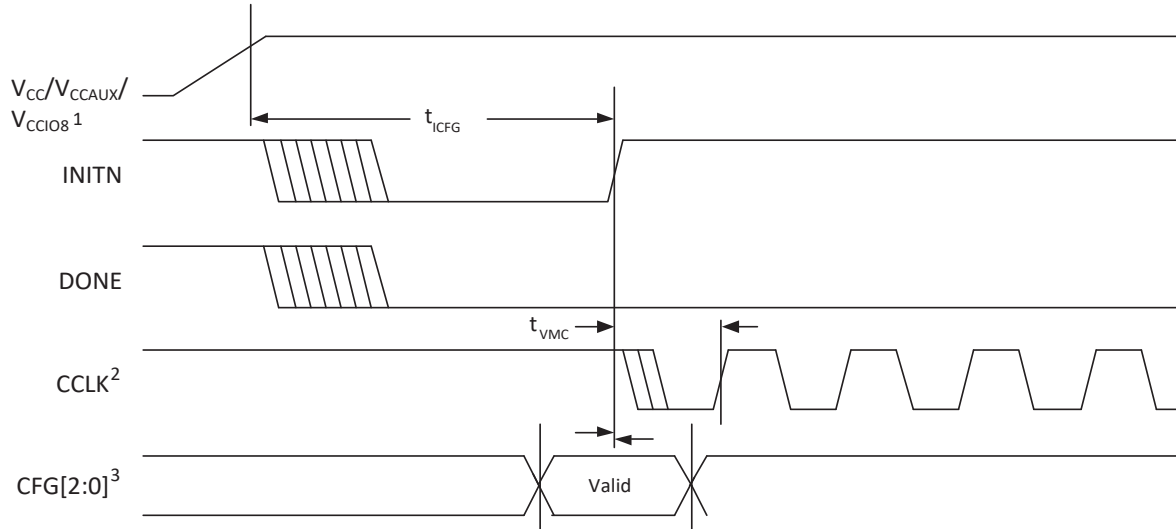 V_CC/V_CCAUX/
V_CCIO8 1
t_ICFG
INITN
DONE
t_VMC
CCLK²
CFG[2:0]³
Valid